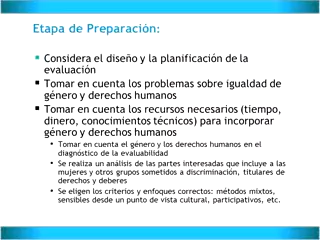 Etapa de Preparación:
Considera el diseño y la planificación de la
evaluación
Tomar en cuenta los problemas sobre igualdad de
género y derechos humanos
Tomar en cuenta los recursos necesarios (tiempo,
dinero, conocimientos técnicos) para incorporar
género y derechos humanos
Tomar en cuenta el género y los derechos humanos en el
diagnóstico de la evaluabilidad
Se realiza un análisis de las partes interesadas que incluye a las
mujeres y otros grupos sometidos a discriminación, titulares de
derechos y deberes
Se eligen los criterios y enfoques correctos: métodos mixtos,
sensibles desde un punto de vista cultural, participativos, etc.